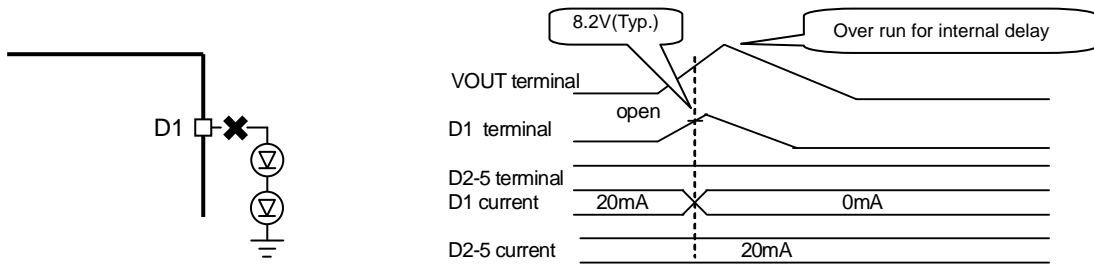 8.2V(Typ.)
Over run for internal delay
VOUT terminal
open
D1
D1 terminal
D2-5 terminal
D1 current
20mA
0mA
D2-5 current
20mA